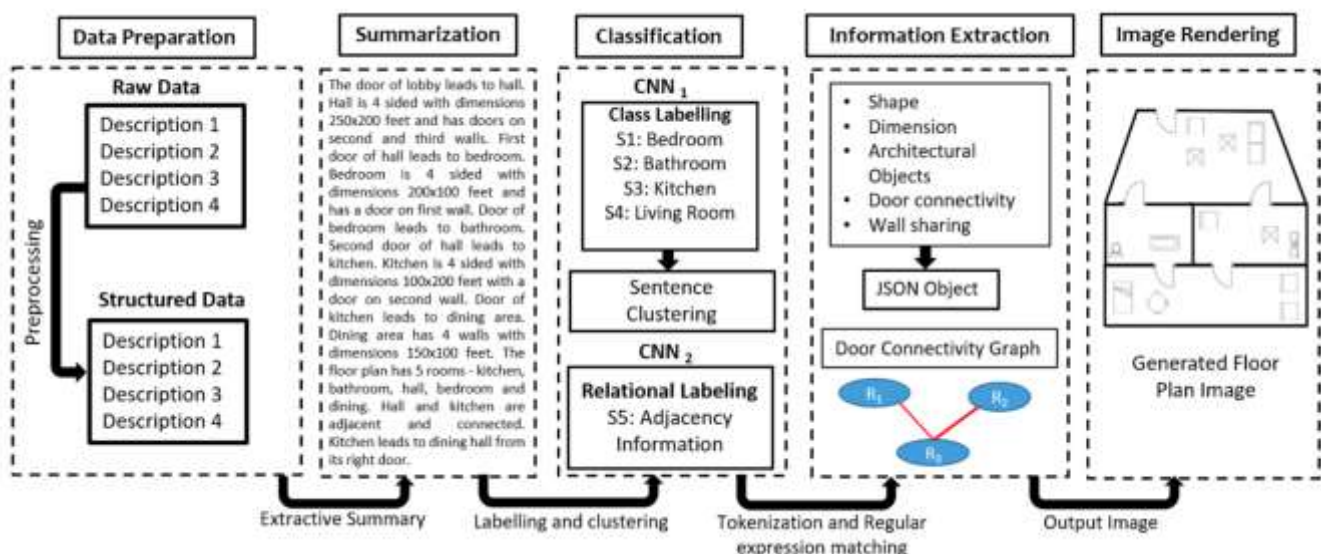 Data Preparation
Summarization
Classification
Information Extraction
Image Rendering
Raw Data
Description 1
Description 2
Description 3
Description 4
Preprocessing
Structured Data
Description 1
Description 2
Description 3
Description 4
The door of lobby leads to hall.
Hall is 4 sided with dimensions
250x200 feet and has doors on
second and third walls. First
door of hall leads to bedroom.
Bedroom is 4 sided with
dimensions 200x100 feet and
has a door on first wall. Door of
bedroom leads to bathroom.
Second door of hall leads to
kitchen. Kitchen is 4 sided with
dimensions 100x200 feet with a
door on second wall. Door of
kitchen leads to dining area.
Dining area has 4 walls with
dimensions 150x100 feet. The
floor plan has 5 rooms - kitchen,
bathroom, hall, bedroom and
dining. Hall and kitchen are
adjacent and connected.
Kitchen leads to dining hall from
its right door.
CNN 1
Class Labelling
S1: Bedroom
S2: Bathroom
S3: Kitchen
S4: Living Room
Sentence
Clustering
CNN 2
Relational Labeling
S5: Adjacency
Information
• Shape
• Dimension
• Architectural
Objects
• Door connectivity
• Wall sharing
JSON Object
Door Connectivity Graph
R1
R2
Generated Floor
Plan Image
Extractive Summary
Labelling and clustering
Tokenization and Regular
expression matching
Output Image